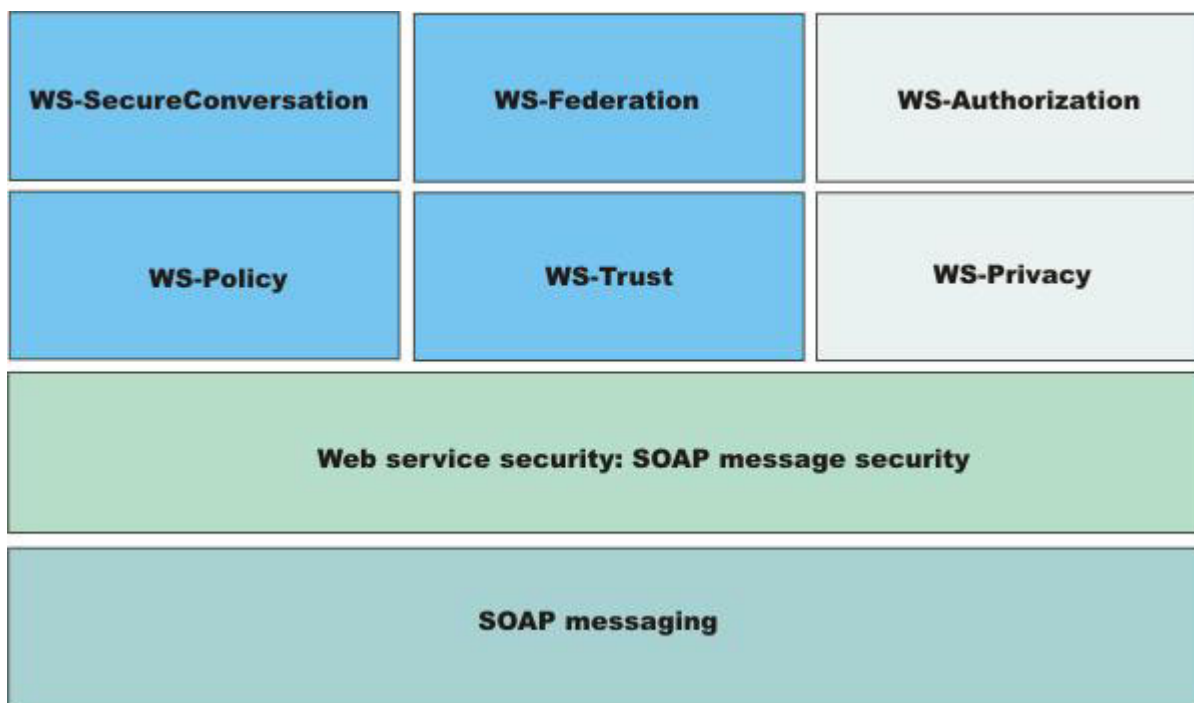 WS-SecureConversation
WS-Federation
WS-Authorization
WS-Policy
WS-Trust
WS-Privacy
Web service security: SOAP message security
SOAP messaging